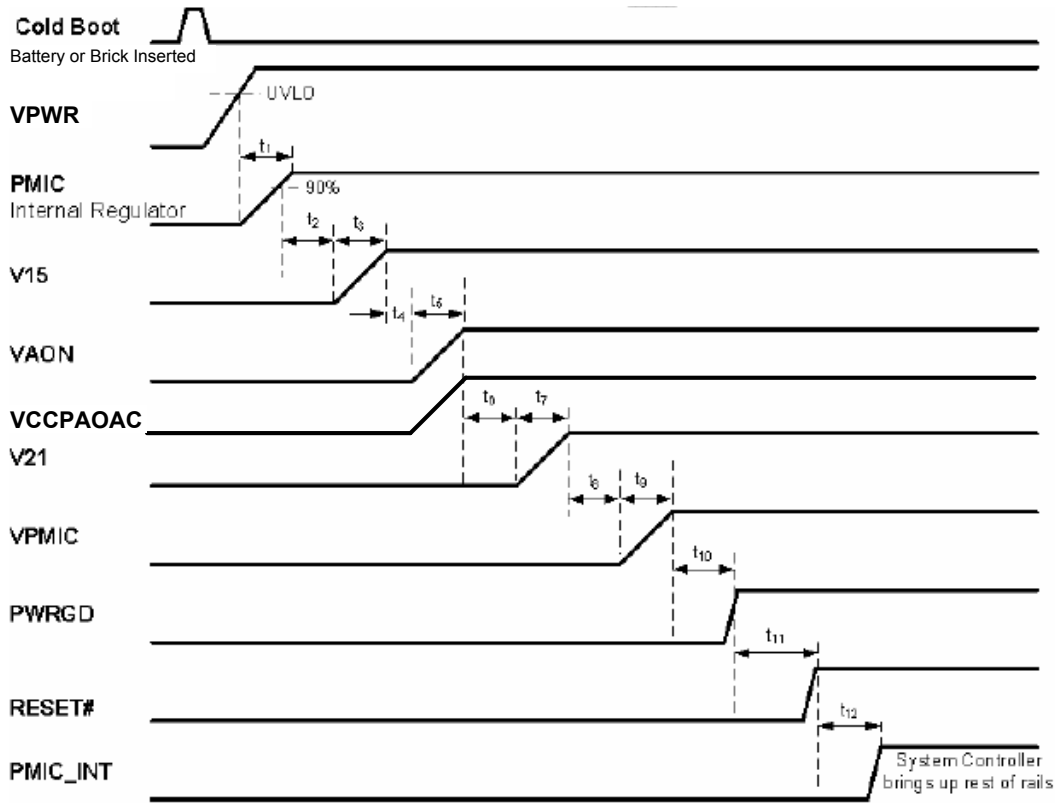 Cold Boot
Battery or Brick Inserted
UVLO
VPWR
t1
PMIC
90%
Internal Regulator
t2 t3
V15
t4 t5
VAON
t6 t7
VCCPAOAC
V21
t8 t9
VPMIC
t10
PWRGD
t11
RESET#
t12
PMIC_INT
System Controller
brings up rest of rails